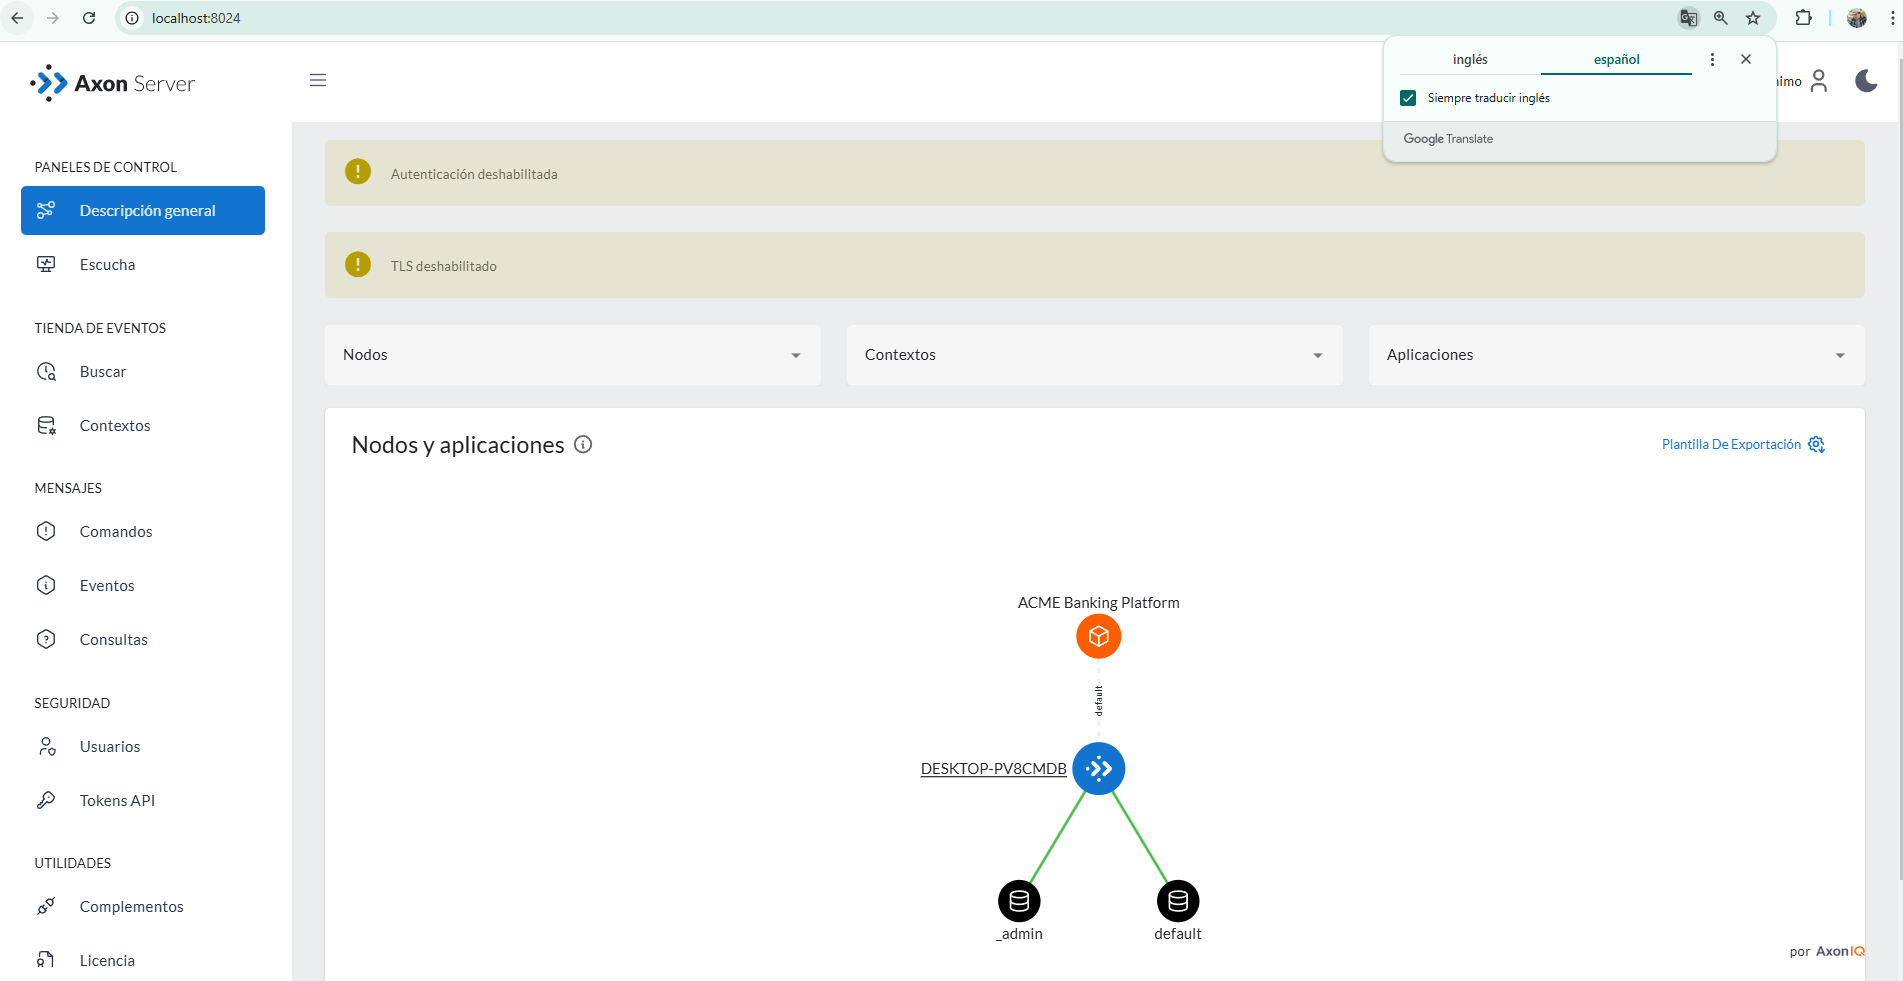 localhost:8024
inglés
español
Siempre traducir inglés
Google Translate
Axon Server
imo
PANELES DE CONTROL
Descripción general
Escucha
TIENDA DE EVENTOS
Buscar
Contextos
MENSAJES
Comandos
Eventos
Consultas
SEGURIDAD
Usuarios
Tokens API
UTILIDADES
Complementos
Licencia
Autenticación deshabilitada
TLS deshabilitado
Nodos
Contextos
Aplicaciones
Nodos y aplicaciones
Plantilla De Exportación
ACME Banking Platform
default
DESKTOP-PV8CMDB
_admin
default
por AxonIQ